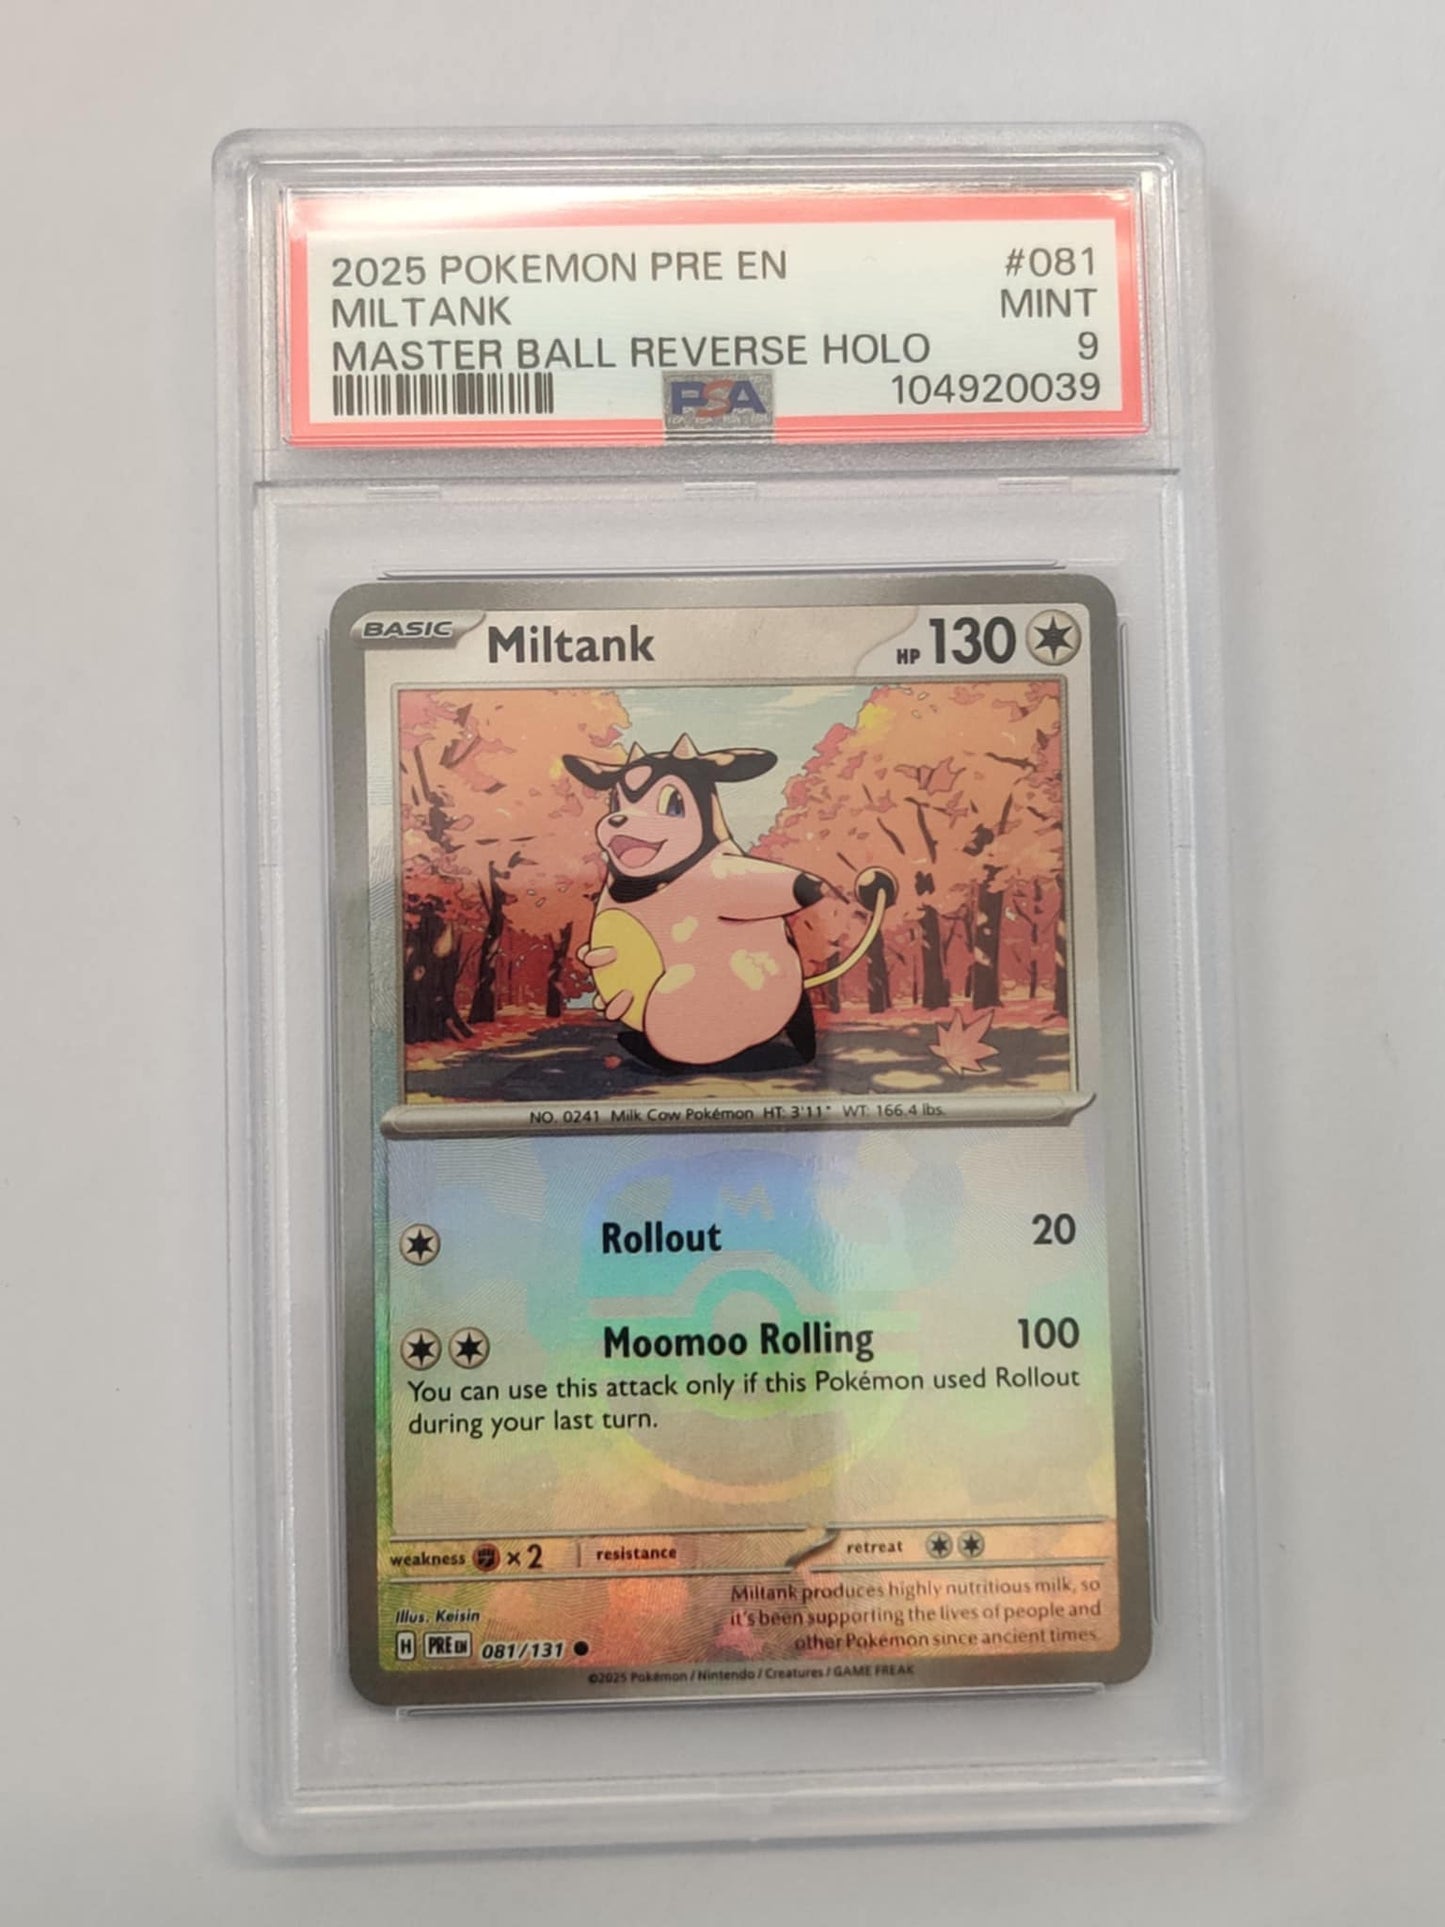 2025 POKEMON PRE EN #081
MILTANK MINT
MASTER BALL REVERSE HOLO 9
PSA 104920039
BASIC Miltank HP 130
NO. 0241 Milk Cow Pokémon HT: 3'11" WT: 166.4 lbs.
M
Rollout 20
Moomoo Rolling 100
You can use this attack only if this Pokémon used Rollout
during your last turn.
weakness ×2 resistance retreat
Miltank produces highly nutritious milk, so
it's been supporting the lives of people and
other Pokémon since ancient times.
Illus. Keisin
H PRE EN 081/131
©2025 Pokémon / Nintendo / Creatures / GAME FREAK